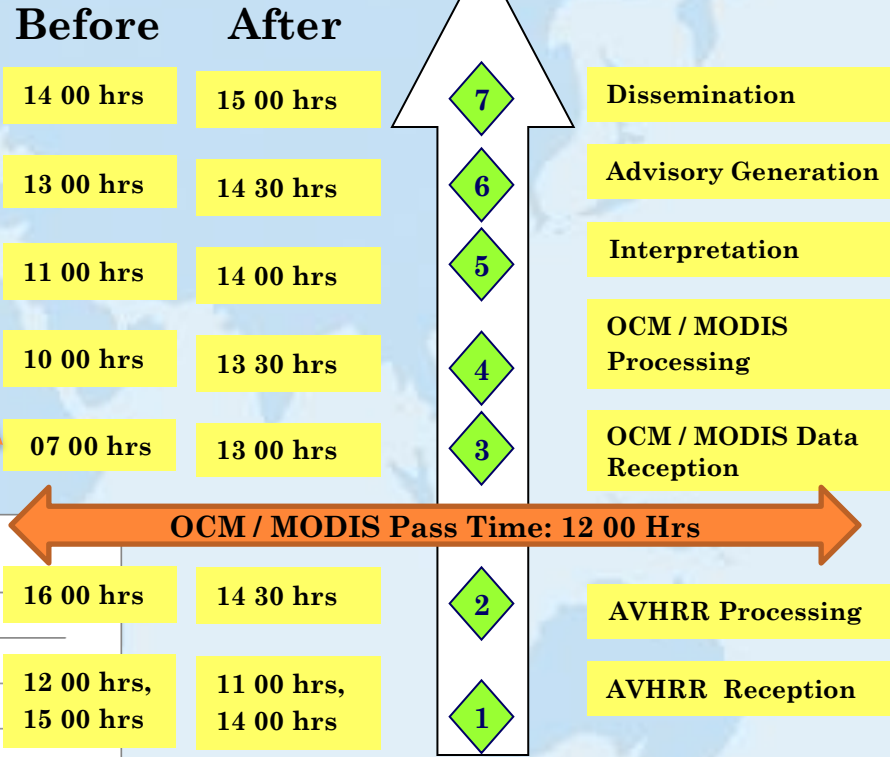 Before After
14 00 hrs 15 00 hrs 7 Dissemination
13 00 hrs 14 30 hrs 6 Advisory Generation
11 00 hrs 14 00 hrs 5 Interpretation
10 00 hrs 13 30 hrs 4 OCM / MODIS
Processing
07 00 hrs 13 00 hrs 3 OCM / MODIS Data
Reception
OCM / MODIS Pass Time: 12 00 Hrs
16 00 hrs 14 30 hrs 2 AVHRR Processing
12 00 hrs, 11 00 hrs, 1 AVHRR Reception
15 00 hrs 14 00 hrs